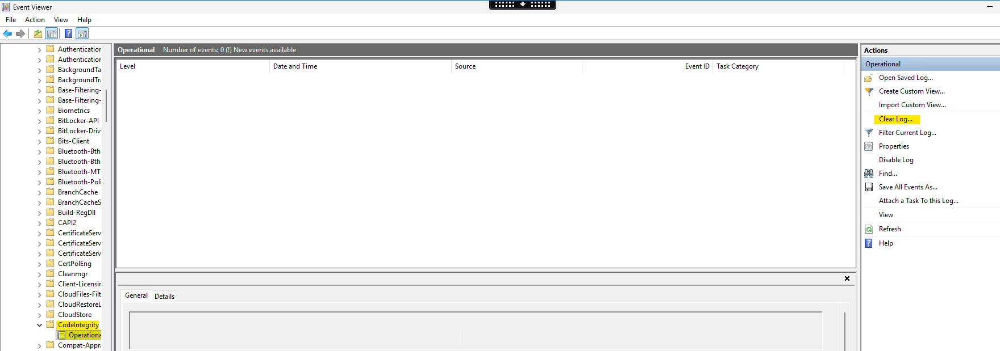 Event Viewer
File Action View Help
Authentication
Authentication
BackgroundTa
BackgroundTra
Base-Filtering-
Base-Filtering-
Biometrics
BitLocker-API
BitLocker-Driv
Bits-Client
Bluetooth-Bth
Bluetooth-Bth
Bluetooth-MT
Bluetooth-Poli
BranchCache
BranchCacheS
Build-RegDll
CAPI2
CertificateServ
CertificateServ
CertificateServ
CertPolEng
Cleanmgr
Client-Licensin
CloudFiles-Filt
CloudRestoreL
CloudStore
CodeIntegrity
Operationa
Compat-Appra
Operational Number of events: 0 (!) New events available
Level Date and Time Source Event ID Task Category
General Details
Actions
Operational
Open Saved Log...
Create Custom View...
Import Custom View...
Clear Log...
Filter Current Log...
Properties
Disable Log
Find...
Save All Events As...
Attach a Task To this Log...
View
Refresh
Help